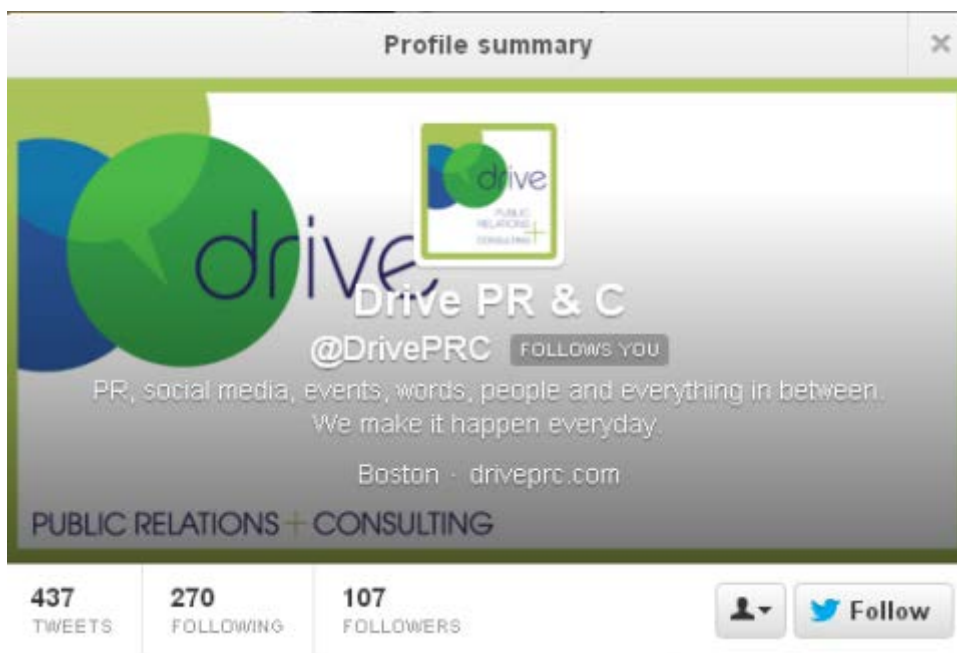 Profile summary
×
drive
PUBLIC
RELATIONS +
CONSULTING
drive
Drive PR & C
@DrivePRC FOLLOWS YOU
PR, social media, events, words, people and everything in between.
We make it happen everyday.
Boston · driveprc.com
PUBLIC RELATIONS + CONSULTING
437 270 107
TWEETS FOLLOWING FOLLOWERS
Follow